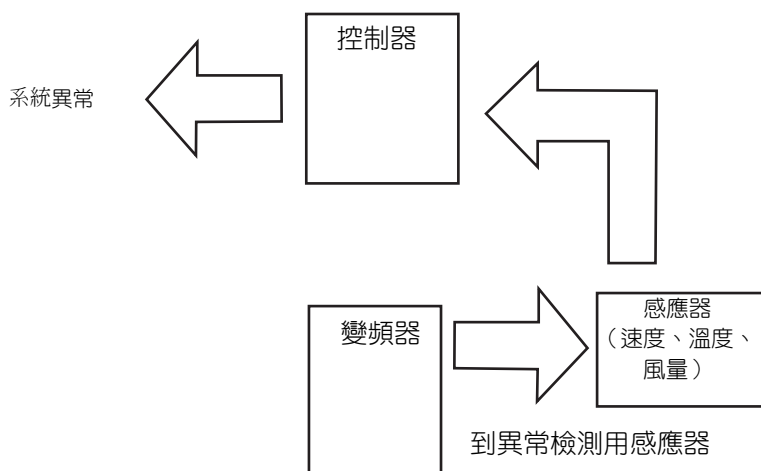 控制器
系統異常
變頻器
感應器
（速度、溫度、
風量）
到異常檢測用感應器